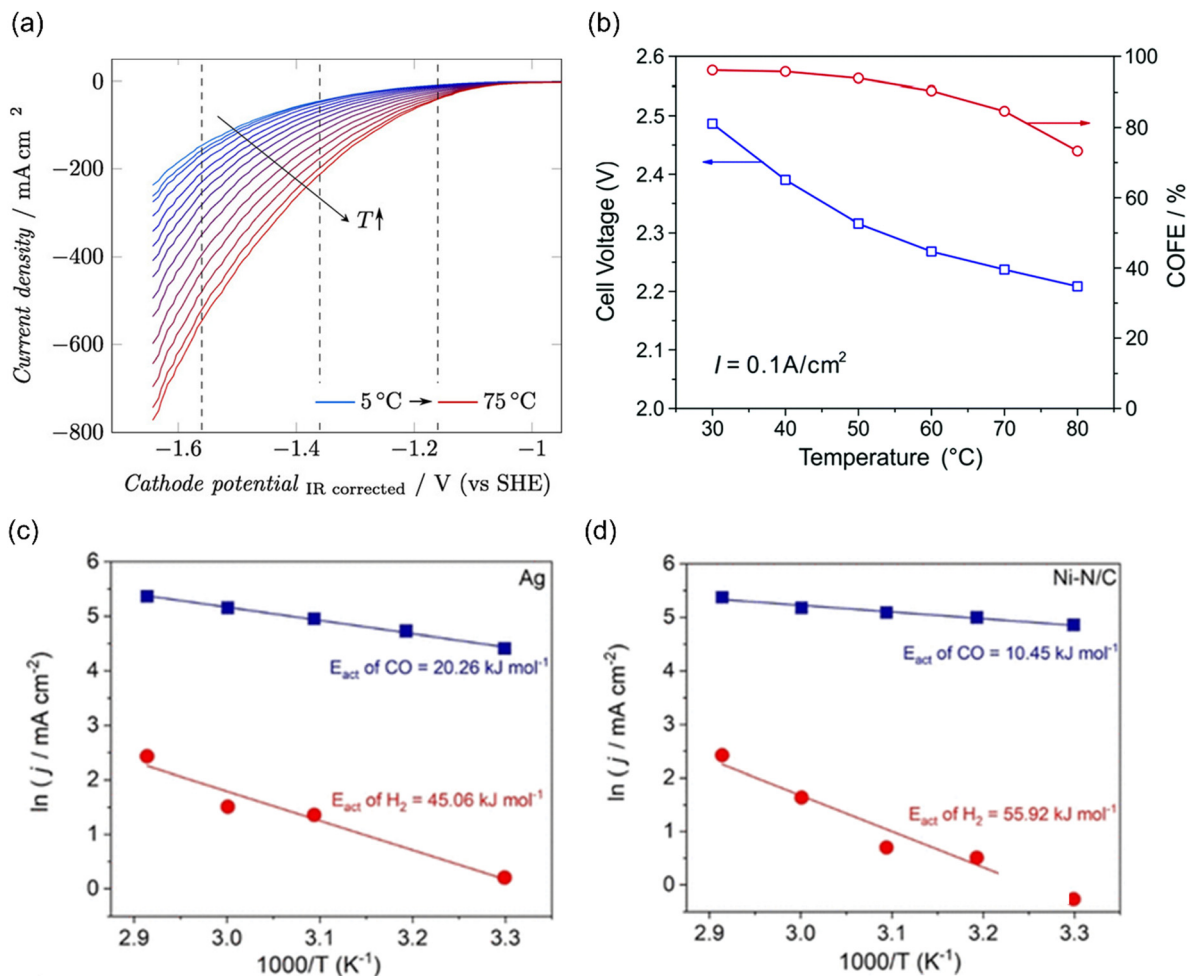 (a)
0
−200
−400
−600
−800
Current density / mA cm 2
T↑
5 °C → 75 °C
−1.6
−1.4
−1.2
−1
Cathode potential IR corrected / V (vs SHE)
(b)
2.6
2.5
2.4
2.3
2.2
2.1
2.0
Cell Voltage (V)
100
80
60
40
20
0
COFE / %
I = 0.1A/cm²
30 40 50 60 70 80
Temperature (°C)
(c)
6
5
4
3
2
1
0
ln ( j / mA cm⁻²)
Ag
Eact of CO = 20.26 kJ mol⁻¹
Eact of H₂ = 45.06 kJ mol⁻¹
2.9 3.0 3.1 3.2 3.3
1000/T (K⁻¹)
(d)
6
5
4
3
2
1
0
ln ( j / mA cm⁻²)
Ni-N/C
Eact of CO = 10.45 kJ mol⁻¹
Eact of H₂ = 55.92 kJ mol⁻¹
2.9 3.0 3.1 3.2 3.3
1000/T (K⁻¹)